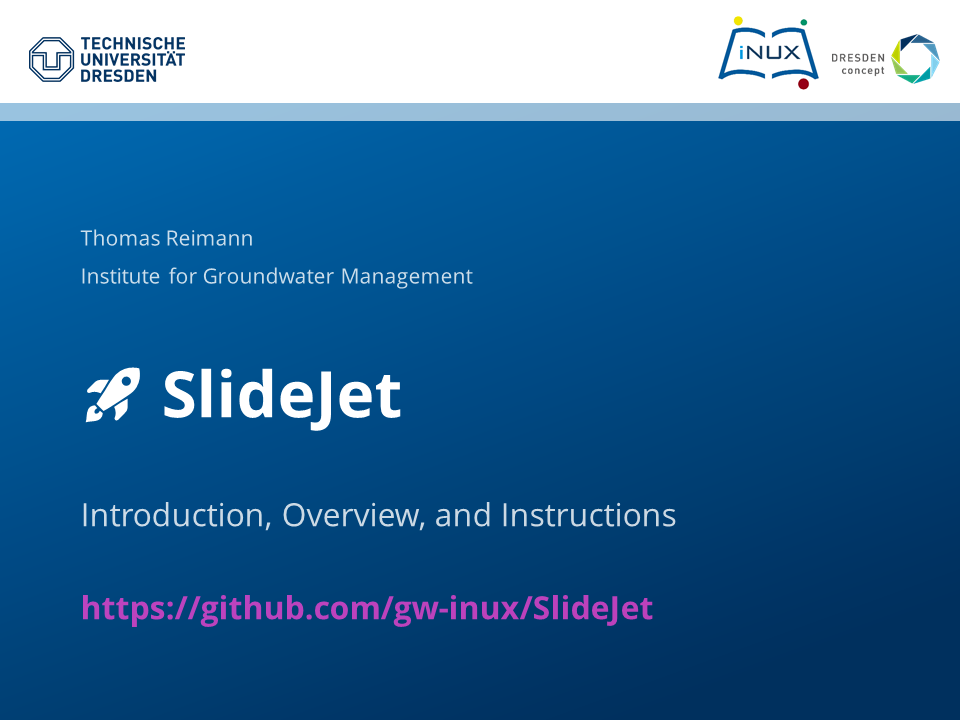 TECHNISCHE
UNIVERSITÄT
DRESDEN
iNUX
DRESDEN
concept
Thomas Reimann
Institute for Groundwater Management
SlideJet
Introduction, Overview, and Instructions
https://github.com/gw-inux/SlideJet